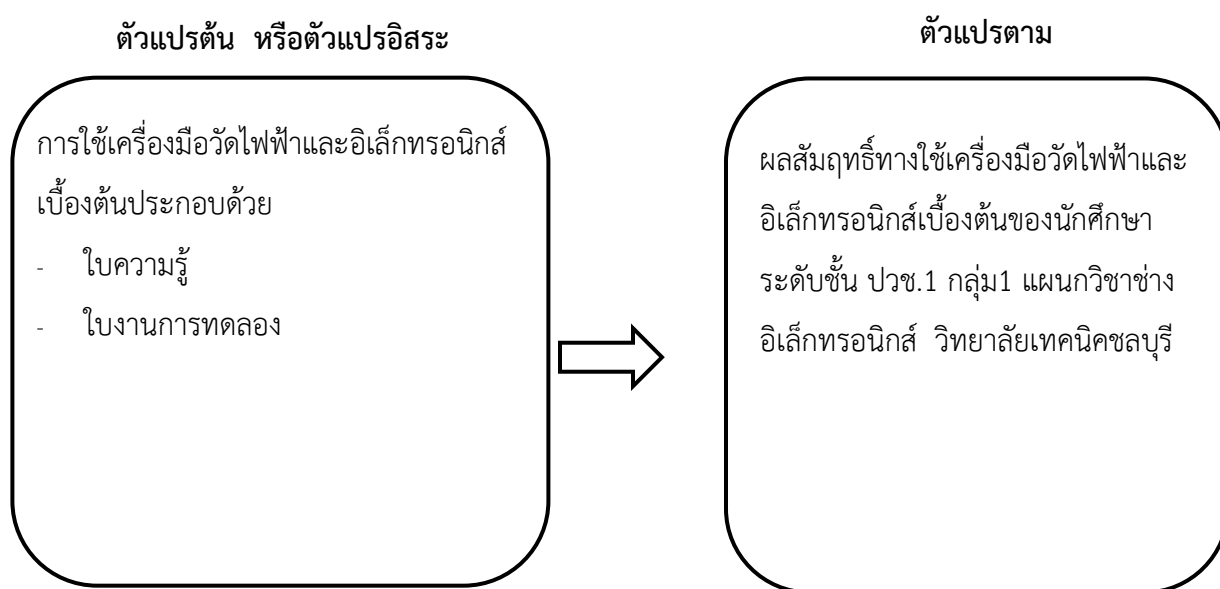 ตัวแปรต้น หรือตัวแปรอิสระ
การใช้เครื่องมือวัดไฟฟ้าและอิเล็กทรอนิกส์
เบื้องต้นประกอบด้วย
- ใบความรู้
- ใบงานการทดลอง
ตัวแปรตาม
ผลสัมฤทธิ์ทางใช้เครื่องมือวัดไฟฟ้าและ
อิเล็กทรอนิกส์เบื้องต้นของนักศึกษา
ระดับชั้น ปวช.1 กลุ่ม1 แผนกวิชาช่าง
อิเล็กทรอนิกส์ วิทยาลัยเทคนิคชลบุรี